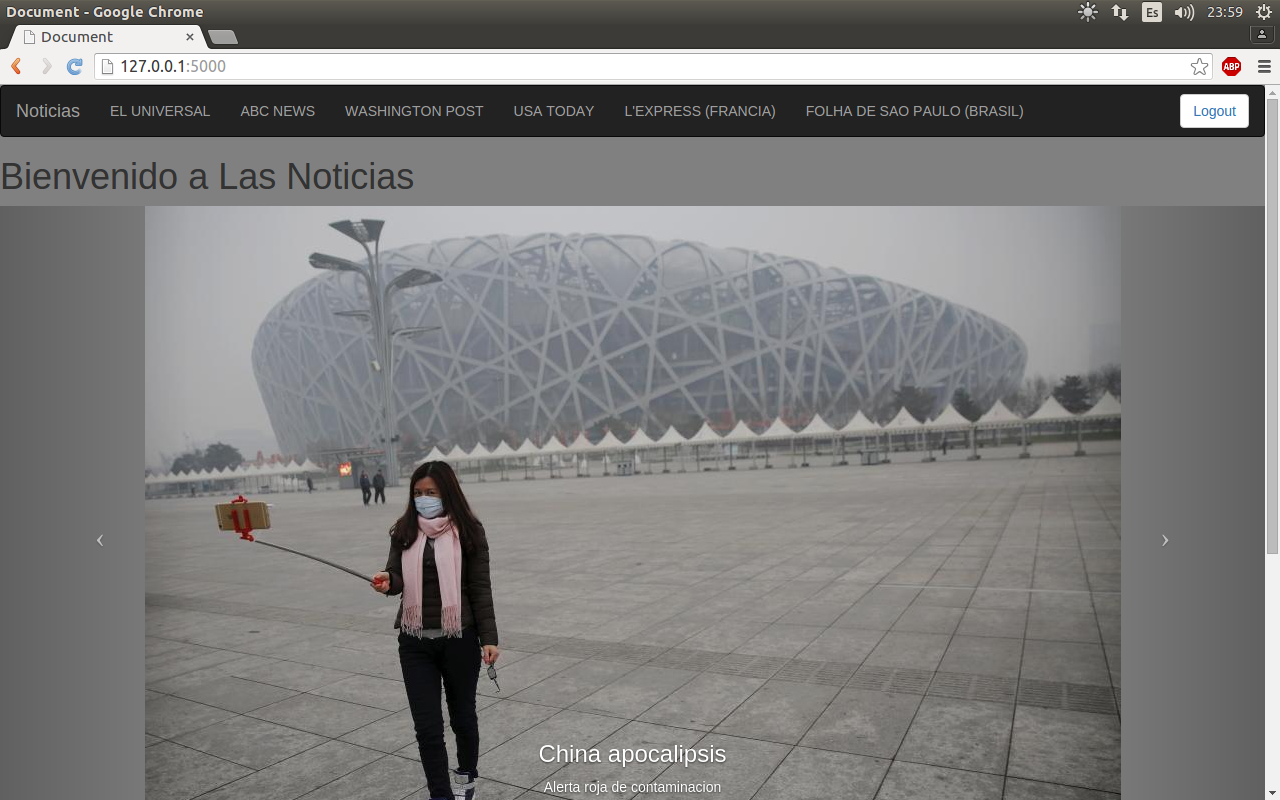 Document - Google Chrome
Es
23:59
Document
127.0.0.1:5000
ABP
Noticias
EL UNIVERSAL
ABC NEWS
WASHINGTON POST
USA TODAY
L'EXPRESS (FRANCIA)
FOLHA DE SAO PAULO (BRASIL)
Logout
Bienvenido a Las Noticias
China apocalipsis
Alerta roja de contaminacion